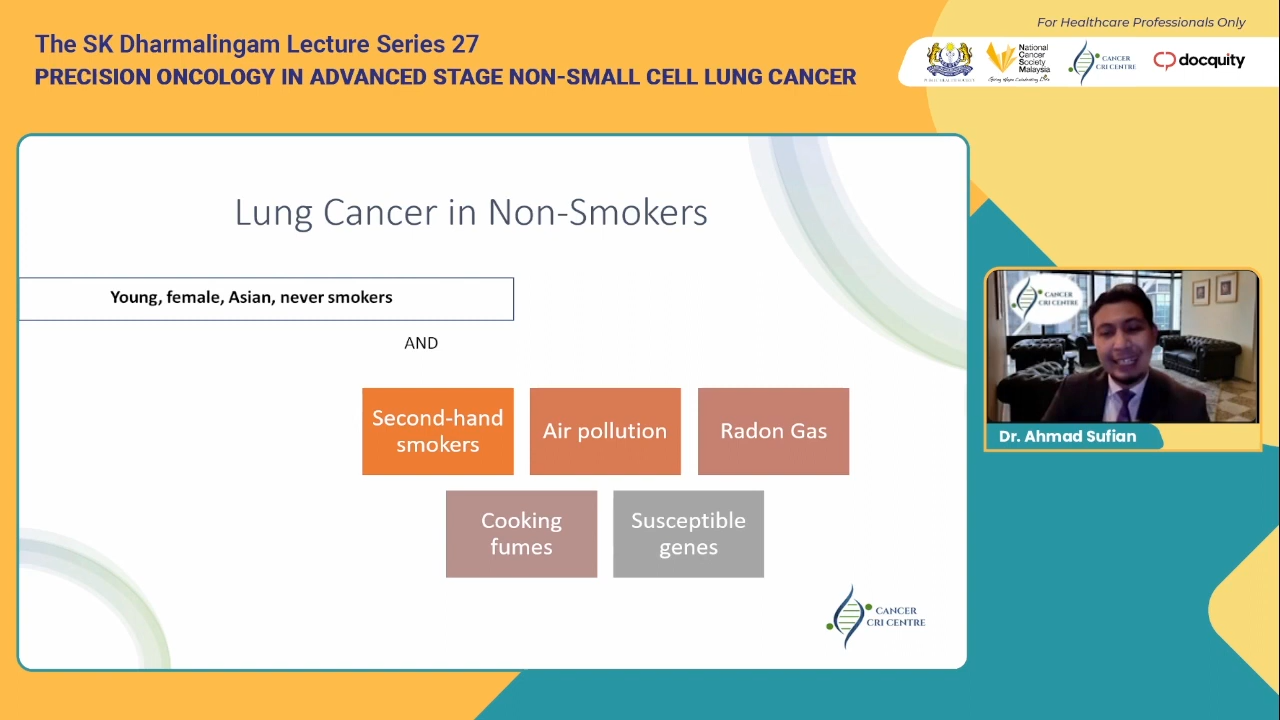 For Healthcare Professionals Only
The SK Dharmalingam Lecture Series 27
PRECISION ONCOLOGY IN ADVANCED STAGE NON-SMALL CELL LUNG CANCER
National
Cancer
Society
Malaysia
CANCER
CRI CENTRE
docquity
Lung Cancer in Non-Smokers
Young, female, Asian, never smokers
AND
Second-hand
smokers
Air pollution
Radon Gas
Cooking
fumes
Susceptible
genes
CANCER
CRI CENTRE
CANCER
CRI CENTRE
Dr. Ahmad Sufian